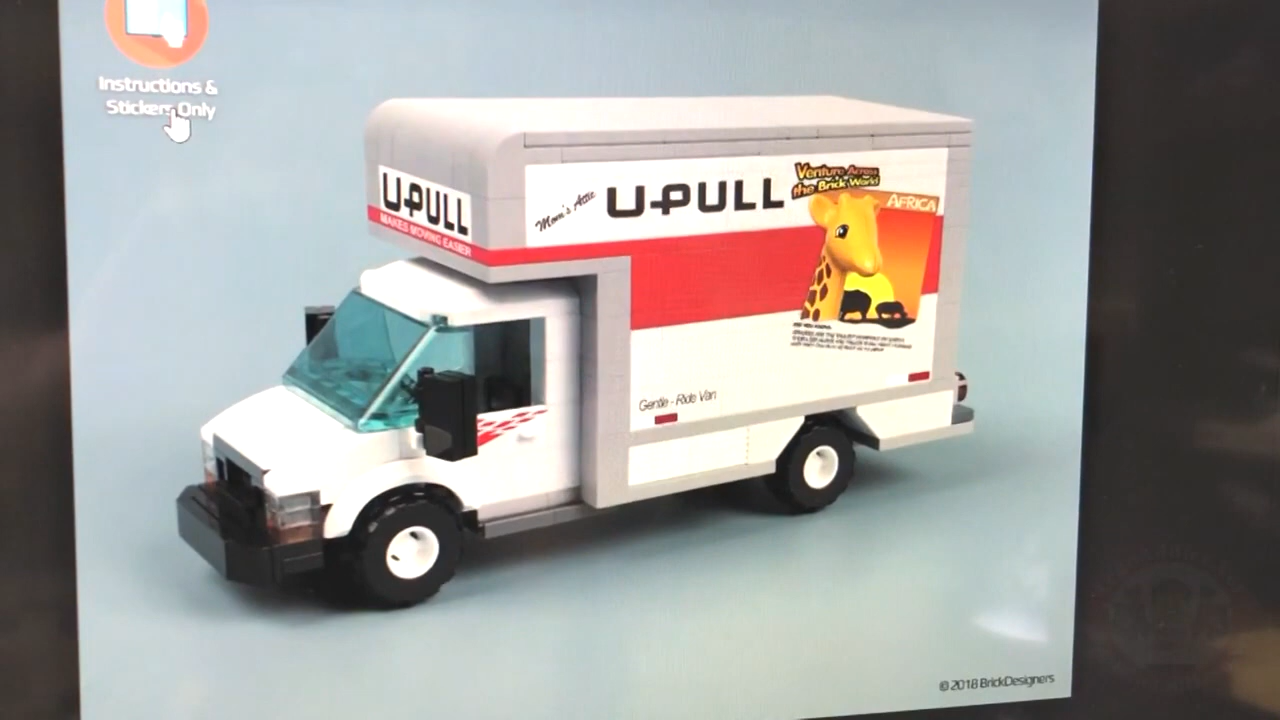 Instructions &
Stickers Only
U-PULL
MAKES MOVING EASIER
Mom's Attic
U-PULL
Venture Across
the Brick World
AFRICA
Gentle - Ride Van
© 2018 BrickDesigners